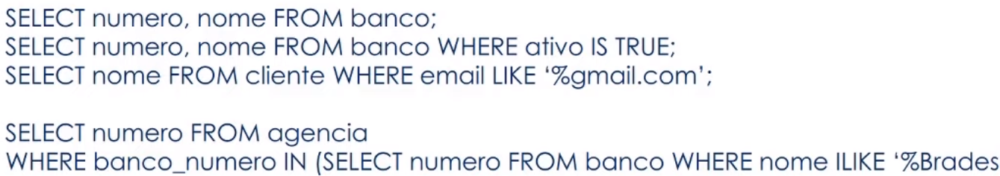 SELECT numero, nome FROM banco;
SELECT numero, nome FROM banco WHERE ativo IS TRUE;
SELECT nome FROM cliente WHERE email LIKE ‘%gmail.com’;
SELECT numero FROM agencia
WHERE banco_numero IN (SELECT numero FROM banco WHERE nome ILIKE ‘%Brades